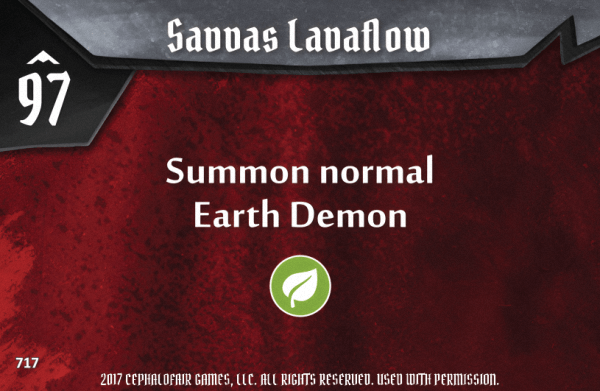 Savvas Lavaflow
97
Summon normal
Earth Demon
717
2017 CEPHALOFAIR GAMES, LLC. ALL RIGHTS RESERVED. USED WITH PERMISSION.